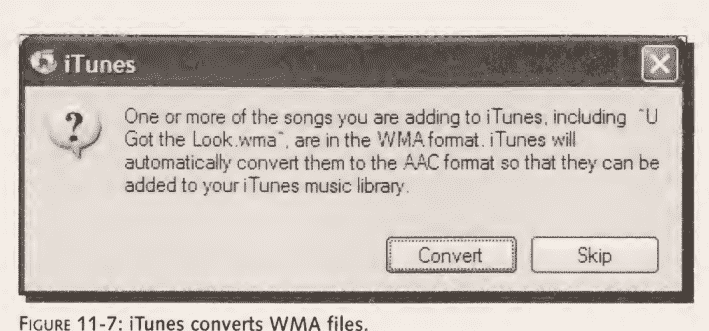 iTunes
?
One or more of the songs you are adding to iTunes, including "U
Got the Look.wma", are in the WMA format. iTunes will
automatically convert them to the AAC format so that they can be
added to your iTunes music library.
Convert
Skip
FIGURE 11-7: iTunes converts WMA files.